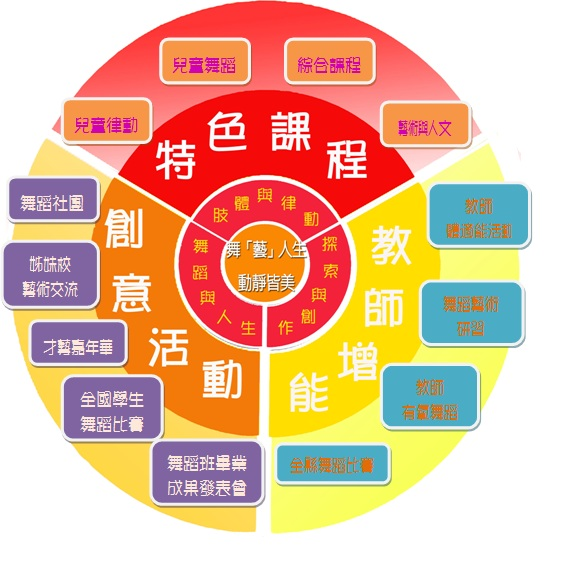 兒童舞蹈
綜合課程
兒童律動
藝術與人文
特色課程
肢體與律動
舞蹈與人生
探索與創作
舞「藝」人生
動靜皆美
創意活動
舞蹈社團
姊妹校
藝術交流
才藝嘉年華
全國學生
舞蹈比賽
舞蹈班畢業
成果發表會
教師增能
教師
體適能活動
舞蹈藝術
研習
教師
有氧舞蹈
全縣舞蹈比賽